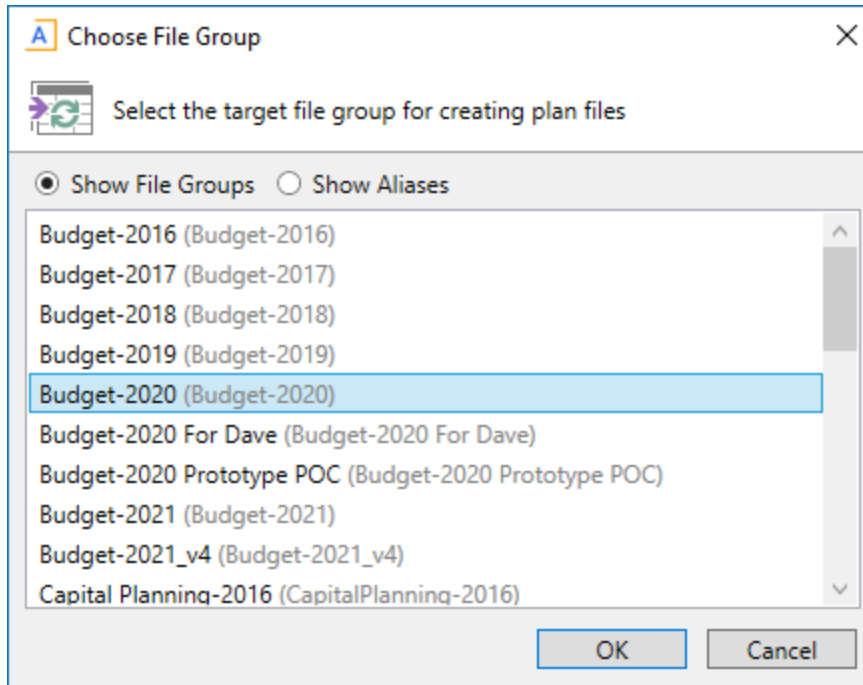 A Choose File Group
Select the target file group for creating plan files
Show File Groups Show Aliases
Budget-2016 (Budget-2016)
Budget-2017 (Budget-2017)
Budget-2018 (Budget-2018)
Budget-2019 (Budget-2019)
Budget-2020 (Budget-2020)
Budget-2020 For Dave (Budget-2020 For Dave)
Budget-2020 Prototype POC (Budget-2020 Prototype POC)
Budget-2021 (Budget-2021)
Budget-2021_v4 (Budget-2021_v4)
Capital Planning-2016 (CapitalPlanning-2016)
OK Cancel